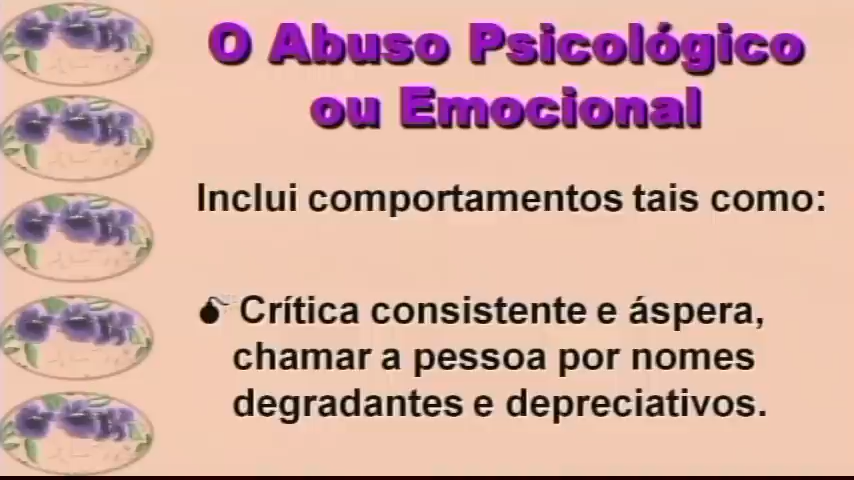 O Abuso Psicológico
ou Emocional
Inclui comportamentos tais como:
Crítica consistente e áspera,
chamar a pessoa por nomes
degradantes e depreciativos.